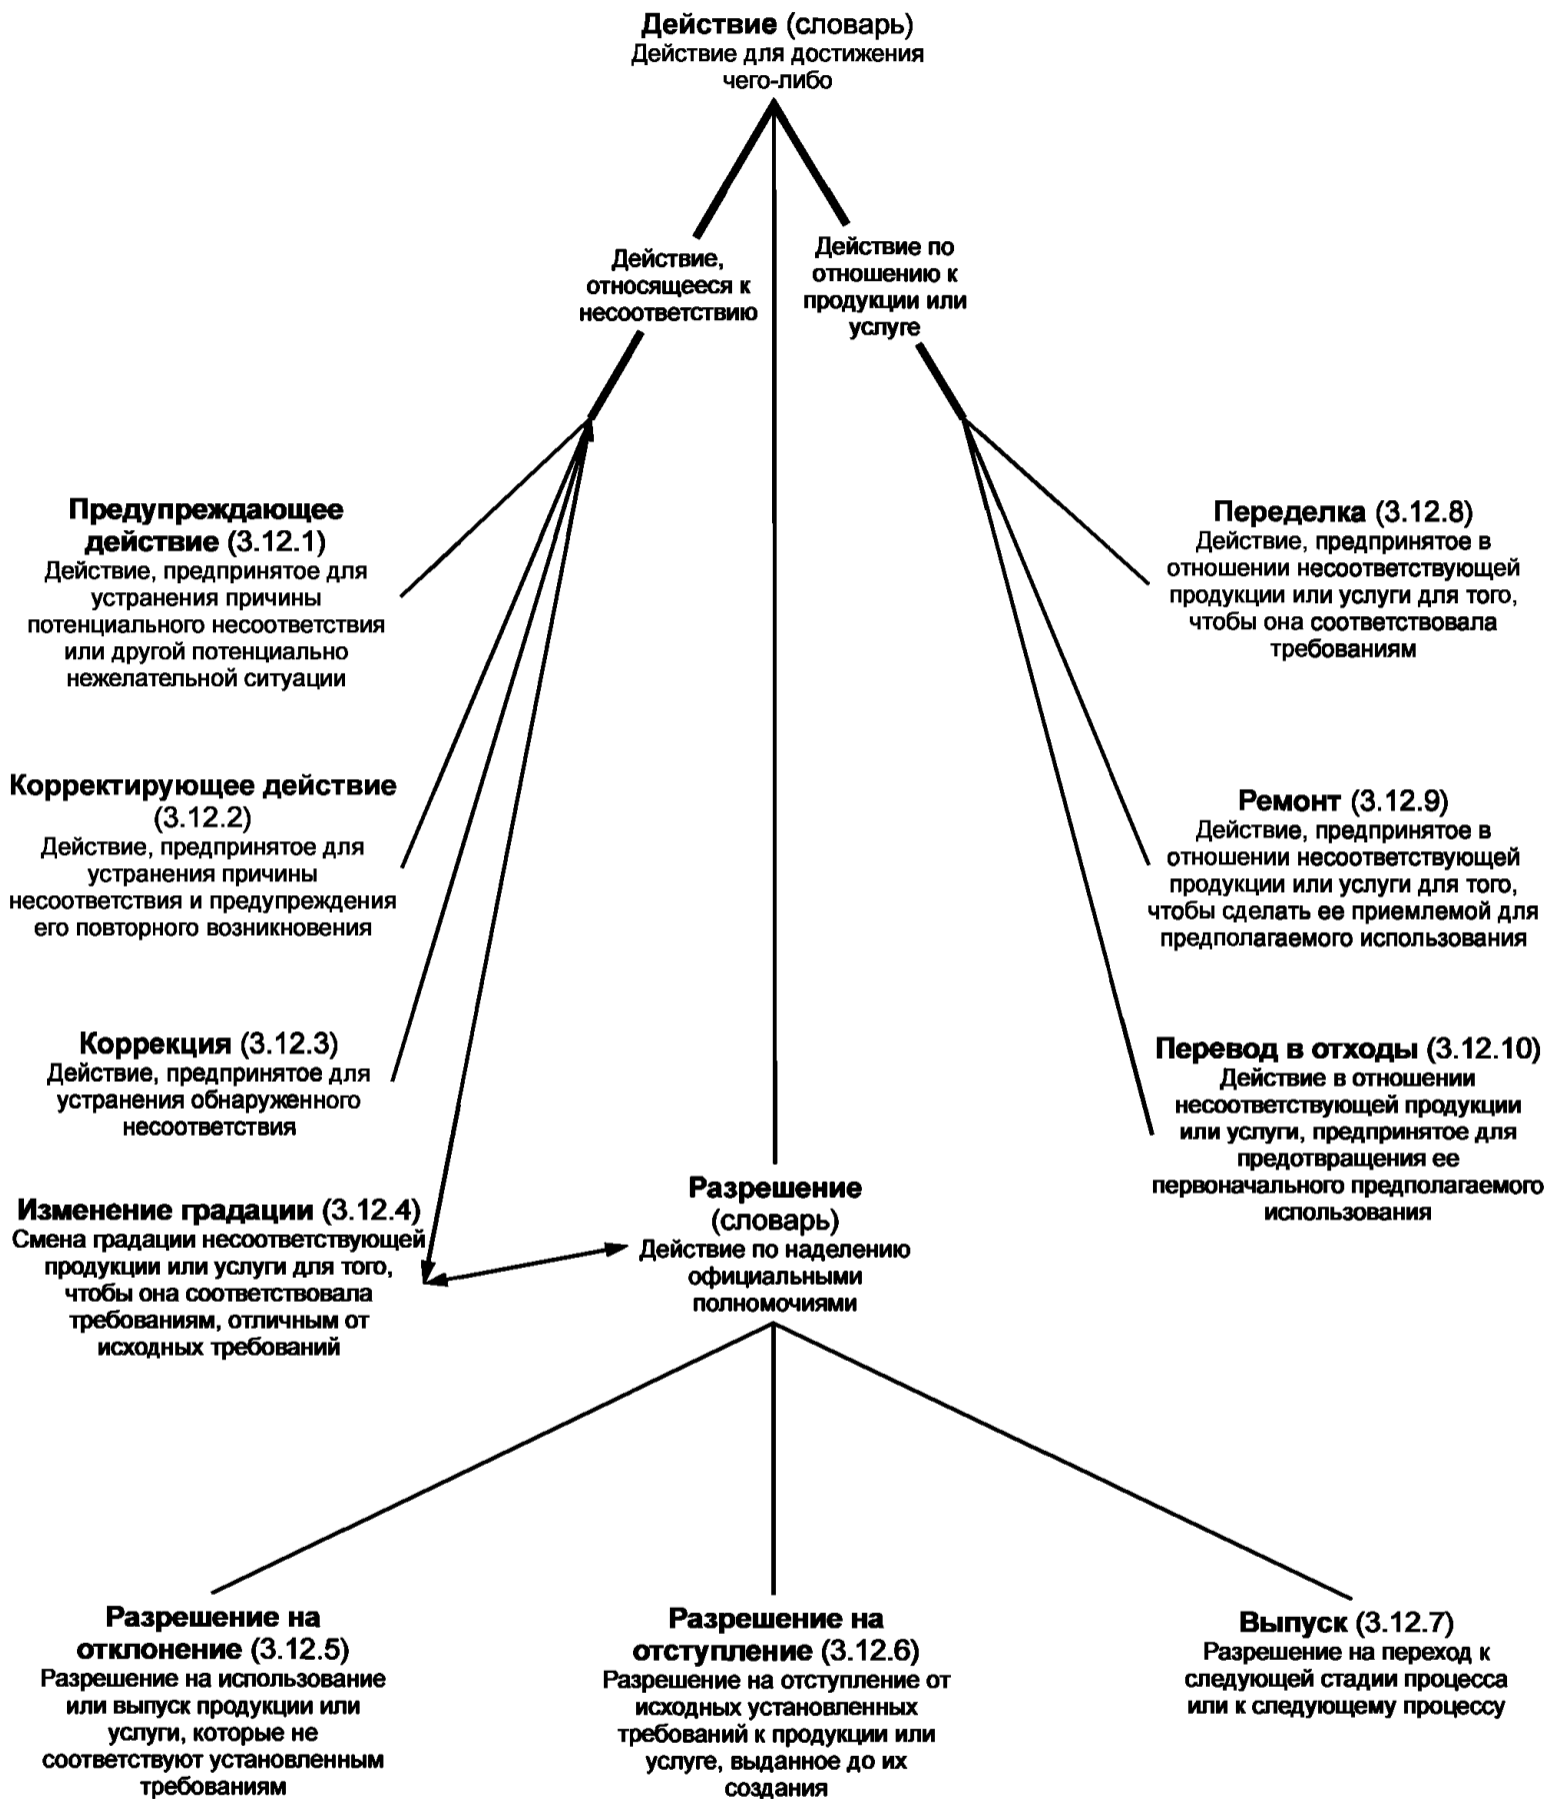 Действие (словарь)
Действие для достижения
чего-либо
Действие,
относящееся к
несоответствию
Действие по
отношению к
продукции или
услуге
Предупреждающее
действие (3.12.1)
Действие, предпринятое для
устранения причины
потенциального несоответствия
или другой потенциально
нежелательной ситуации
Переделка (3.12.8)
Действие, предпринятое в
отношении несоответствующей
продукции или услуги для того,
чтобы она соответствовала
требованиям
Корректирующее действие
(3.12.2)
Действие, предпринятое для
устранения причины
несоответствия и предупреждения
его повторного возникновения
Ремонт (3.12.9)
Действие, предпринятое в
отношении несоответствующей
продукции или услуги для того,
чтобы сделать ее приемлемой для
предполагаемого использования
Коррекция (3.12.3)
Действие, предпринятое для
устранения обнаруженного
несоответствия
Перевод в отходы (3.12.10)
Действие в отношении
несоответствующей продукции
или услуги, предпринятое для
предотвращения ее
первоначального предполагаемого
использования
Изменение градации (3.12.4)
Смена градации несоответствующей
продукции или услуги для того,
чтобы она соответствовала
требованиям, отличным от
исходных требований
Разрешение
(словарь)
Действие по наделению
официальными
полномочиями
Разрешение на
отклонение (3.12.5)
Разрешение на использование
или выпуск продукции или
услуги, которые не
соответствуют установленным
требованиям
Разрешение на
отступление (3.12.6)
Разрешение на отступление от
исходных установленных
требований к продукции или
услуге, выданное до их
создания
Выпуск (3.12.7)
Разрешение на переход к
следующей стадии процесса
или к следующему процессу